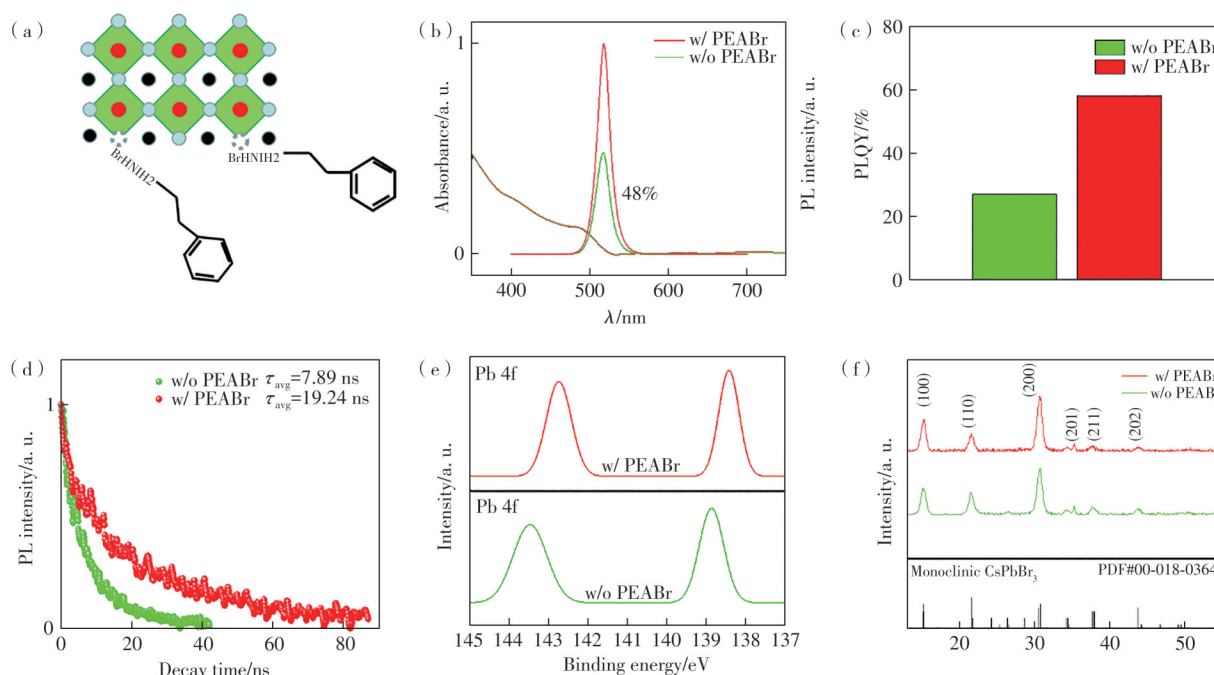 (a)
BrHNIH2
BrHNIH2
(b)
w/ PEABr
w/o PEABr
48%
1
0
400
500
600
700
Absorbance/a. u.
PL intensity/a. u.
λ/nm
(c)
w/o PEABr
w/ PEABr
80
60
40
20
0
PLQY/%
(d)
w/o PEABr τavg=7.89 ns
w/ PEABr τavg=19.24 ns
1
0
0
20
40
60
80
PL intensity/a. u.
Decay time/ns
(e)
Pb 4f
w/ PEABr
Pb 4f
w/o PEABr
145
144
143
142
141
140
139
138
137
Intensity/a. u.
Binding energy/eV
(f)
w/ PEABr
w/o PEABr
(100)
(110)
(200)
(201)
(211)
(202)
Intensity/a. u.
Monoclinic CsPbBr3
PDF#00-018-0364
20
30
40
50